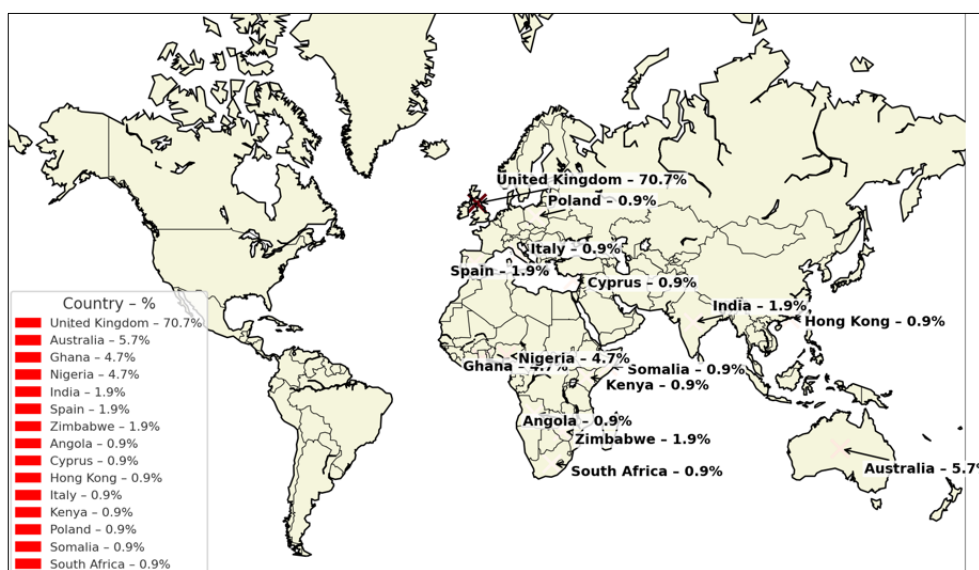 United Kingdom – 70.7%
Poland – 0.9%
Italy – 0.9%
Spain – 1.9%
Cyprus – 0.9%
India – 1.9%
Hong Kong – 0.9%
Nigeria – 4.7%
Ghana – 4.7%
Somalia – 0.9%
Kenya – 0.9%
Angola – 0.9%
Zimbabwe – 1.9%
South Africa – 0.9%
Australia – 5.7%
Country – %
United Kingdom – 70.7%
Australia – 5.7%
Ghana – 4.7%
Nigeria – 4.7%
India – 1.9%
Spain – 1.9%
Zimbabwe – 1.9%
Angola – 0.9%
Cyprus – 0.9%
Hong Kong – 0.9%
Italy – 0.9%
Kenya – 0.9%
Poland – 0.9%
Somalia – 0.9%
South Africa – 0.9%